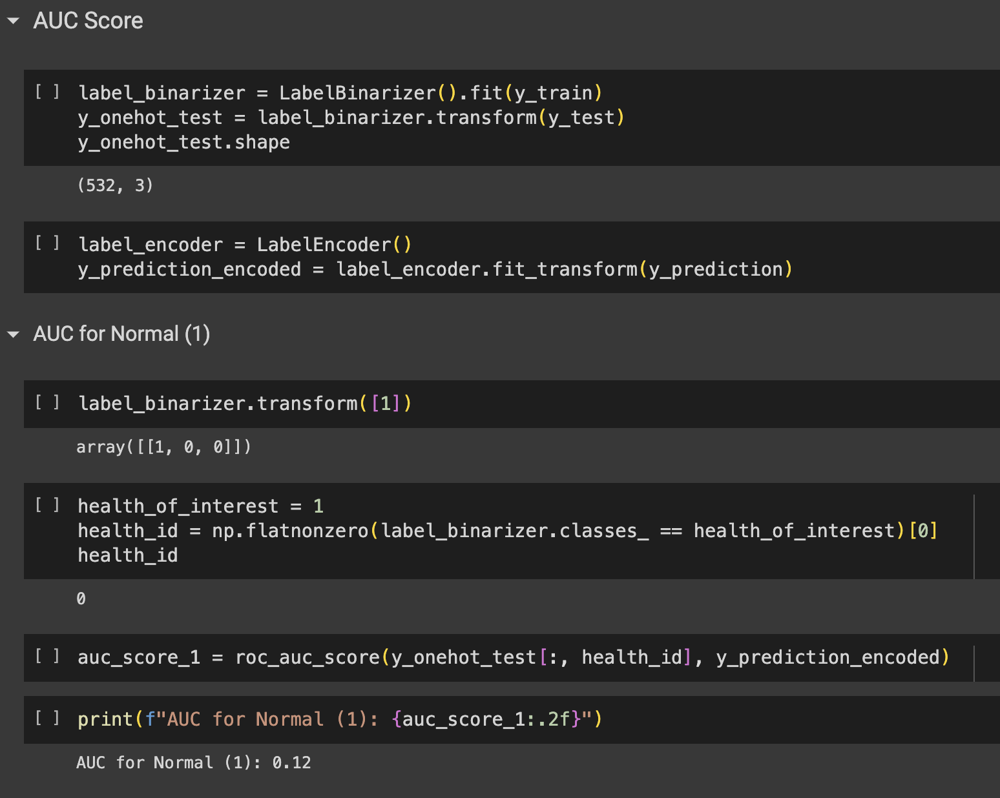 AUC Score
[ ] label_binarizer = LabelBinarizer().fit(y_train)
y_onehot_test = label_binarizer.transform(y_test)
y_onehot_test.shape
(532, 3)
[ ] label_encoder = LabelEncoder()
y_prediction_encoded = label_encoder.fit_transform(y_prediction)
AUC for Normal (1)
[ ] label_binarizer.transform([1])
array([[1, 0, 0]])
[ ] health_of_interest = 1
health_id = np.flatnonzero(label_binarizer.classes_ == health_of_interest)[0]
health_id
0
[ ] auc_score_1 = roc_auc_score(y_onehot_test[:, health_id], y_prediction_encoded)
[ ] print(f"AUC for Normal (1): {auc_score_1:.2f}")
AUC for Normal (1): 0.12